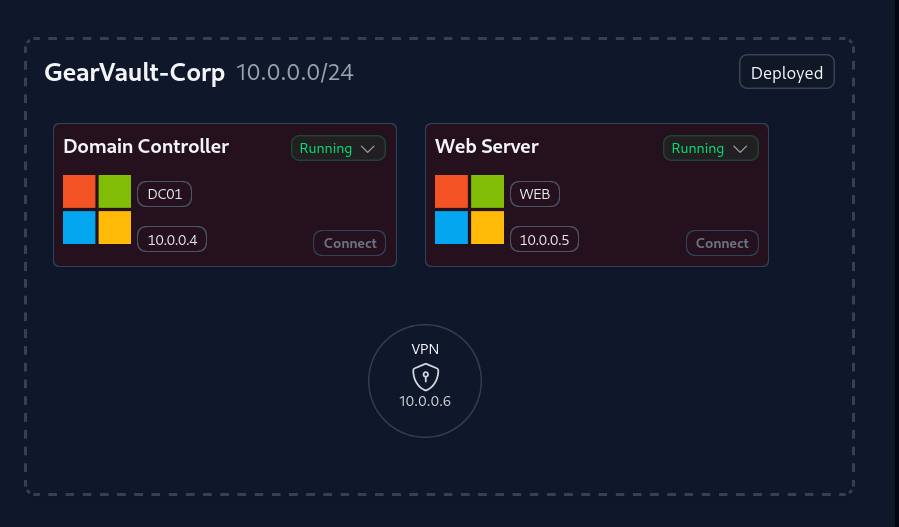 GearVault-Corp 10.0.0.0/24
Deployed
Domain Controller
Running
DC01
10.0.0.4
Connect
Web Server
Running
WEB
10.0.0.5
Connect
VPN
10.0.0.6